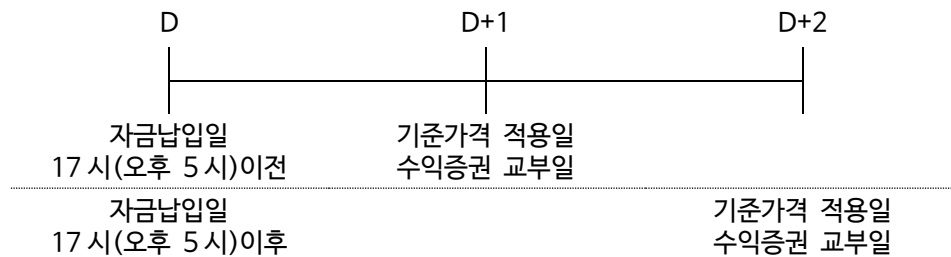 D D+1 D+2
자금납입일 기준가격 적용일
17시(오후 5시)이전 수익증권 교부일
자금납입일 기준가격 적용일
17시(오후 5시)이후 수익증권 교부일